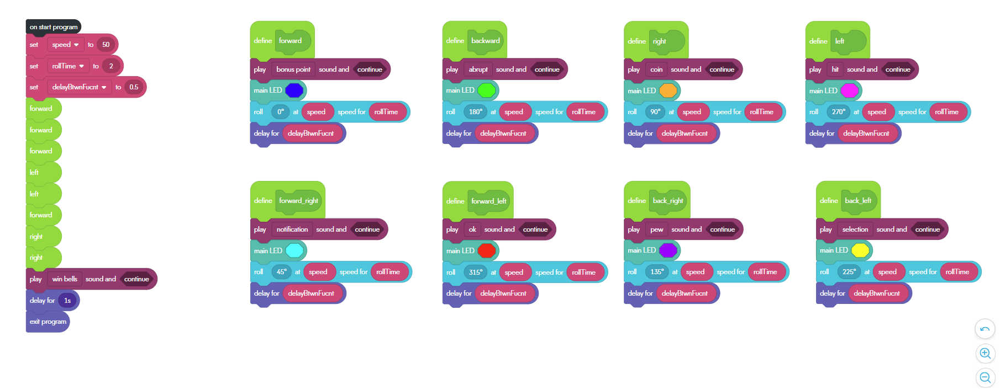 on start program
set speed to 50
set rollTime to 2
set delayBtwnFucnt to 0.5
forward
forward
forward
left
left
forward
right
right
play win bells sound and continue
delay for 1s
exit program
define forward
play bonus point sound and continue
main LED
roll 0° at speed speed for rollTime
delay for delayBtwnFucnt
define backward
play abrupt sound and continue
main LED
roll 180° at speed speed for rollTime
delay for delayBtwnFucnt
define right
play coin sound and continue
main LED
roll 90° at speed speed for rollTime
delay for delayBtwnFucnt
define left
play hit sound and continue
main LED
roll 270° at speed speed for rollTime
delay for delayBtwnFucnt
define forward_right
play notification sound and continue
main LED
roll 45° at speed speed for rollTime
delay for delayBtwnFucnt
define forward_left
play ok sound and continue
main LED
roll 315° at speed speed for rollTime
delay for delayBtwnFucnt
define back_right
play pew sound and continue
main LED
roll 135° at speed speed for rollTime
delay for delayBtwnFucnt
define back_left
play selection sound and continue
main LED
roll 225° at speed speed for rollTime
delay for delayBtwnFucnt